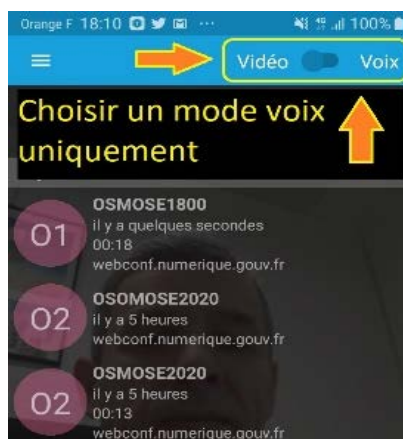 Orange F 18:10 ... 100%
Vidéo Voix
Choisir un mode voix
uniquement
O1
OSMOSE1800
il y a quelques secondes
00:18
webconf.numerique.gouv.fr
O2
OSOMOSE2020
il y a 5 heures
webconf.numerique.gouv.fr
O2
OSMOSE2020
il y a 5 heures
00:13
webconf.numerique.gouv.fr